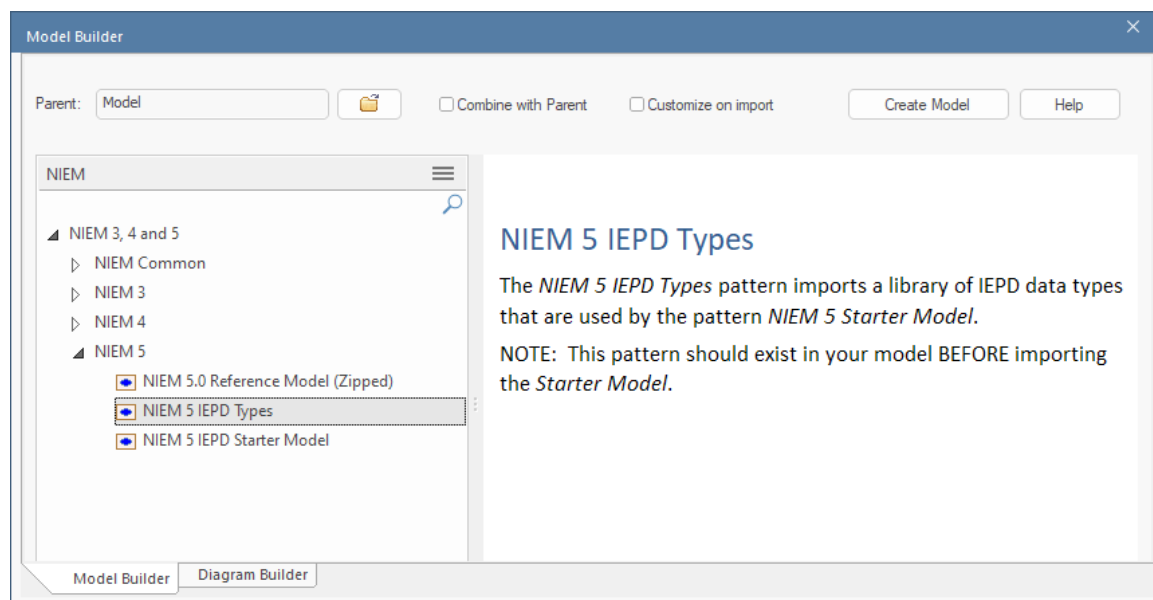 Model Builder
Parent: Model Combine with Parent Customize on import Create Model Help
NIEM
NIEM 3, 4 and 5
NIEM Common
NIEM 3
NIEM 4
NIEM 5
NIEM 5.0 Reference Model (Zipped)
NIEM 5 IEPD Types
NIEM 5 IEPD Starter Model
NIEM 5 IEPD Types
The NIEM 5 IEPD Types pattern imports a library of IEPD data types
that are used by the pattern NIEM 5 Starter Model.
NOTE: This pattern should exist in your model BEFORE importing
the Starter Model.
Model Builder Diagram Builder